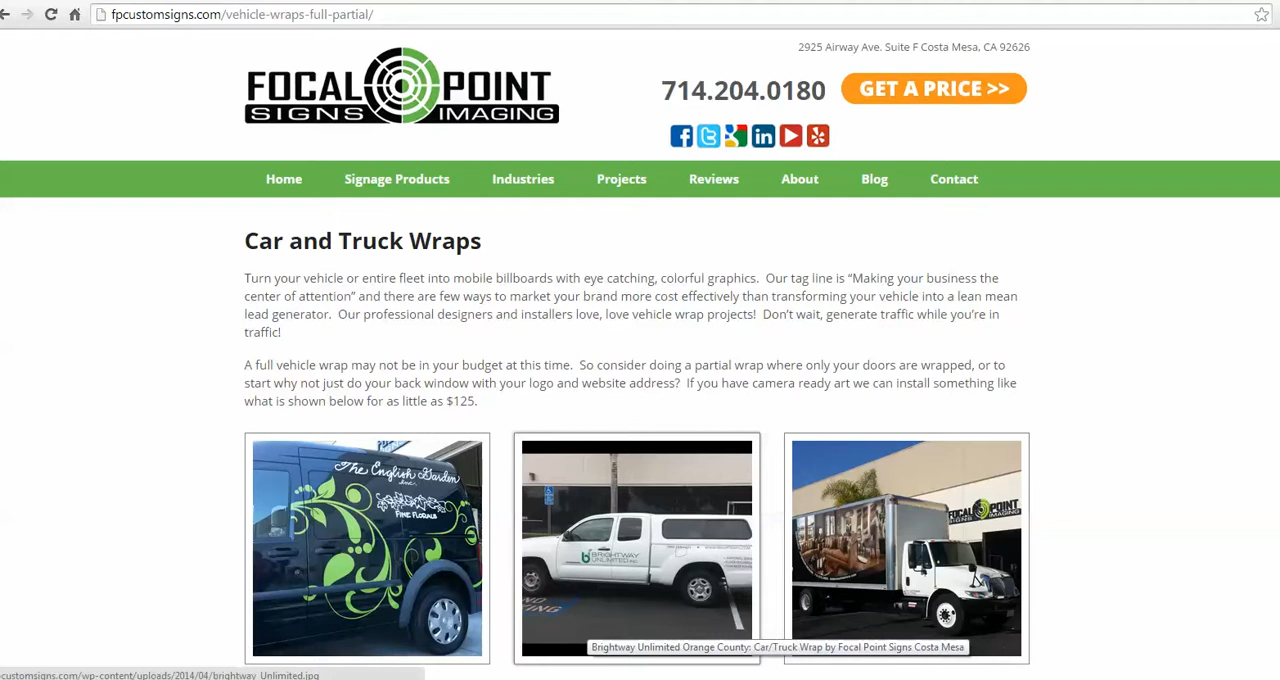 fpcustomsigns.com/vehicle-wraps-full-partial/
2925 Airway Ave. Suite F Costa Mesa, CA 92626
FOCAL POINT
SIGNS IMAGING
714.204.0180
GET A PRICE >>
Home Signage Products Industries Projects Reviews About Blog Contact
Car and Truck Wraps
Turn your vehicle or entire fleet into mobile billboards with eye catching, colorful graphics. Our tag line is “Making your business the
center of attention” and there are few ways to market your brand more cost effectively than transforming your vehicle into a lean mean
lead generator. Our professional designers and installers love, love vehicle wrap projects! Don’t wait, generate traffic while you’re in
traffic!
A full vehicle wrap may not be in your budget at this time. So consider doing a partial wrap where only your doors are wrapped, or to
start why not just do your back window with your logo and website address? If you have camera ready art we can install something like
what is shown below for as little as $125.
The English Garden
inc.
FINE FLORALS
BRIGHTWAY
UNLIMITED INC
FOCAL POINT
SIGNS IMAGING
Brightway Unlimited Orange County: Car/Truck Wrap by Focal Point Signs Costa Mesa
customsigns.com/wp-content/uploads/2014/04/brightway_Unlimited.jpg